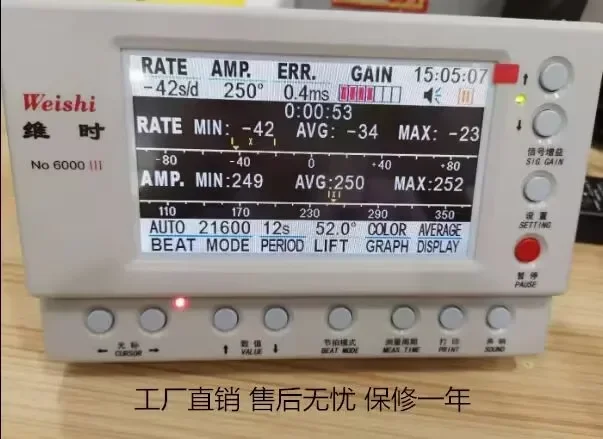 RATE AMP. ERR. GAIN 15:05:07
-42s/d 250° 0.4ms
0:00:53
RATE MIN: -42 AVG: -34 MAX: -23
-80 -40 0 +40 +80
AMP. MIN:249 AVG:250 MAX:252
110 170 230 290 350
AUTO 21600 12s 52.0° COLOR AVERAGE
BEAT MODE PERIOD LIFT GRAPH DISPLAY
Weishi
维时
No 6000 III
信号增益
SIG.GAIN
设置
SETTING
暂停
PAUSE
光标 数值 节拍模式 测量周期 打印 声响
← CURSOR → ↑ VALUE ↓ BEAT MODE MEAS.TIME PRINT SOUND
工厂直销 售后无忧 保修一年